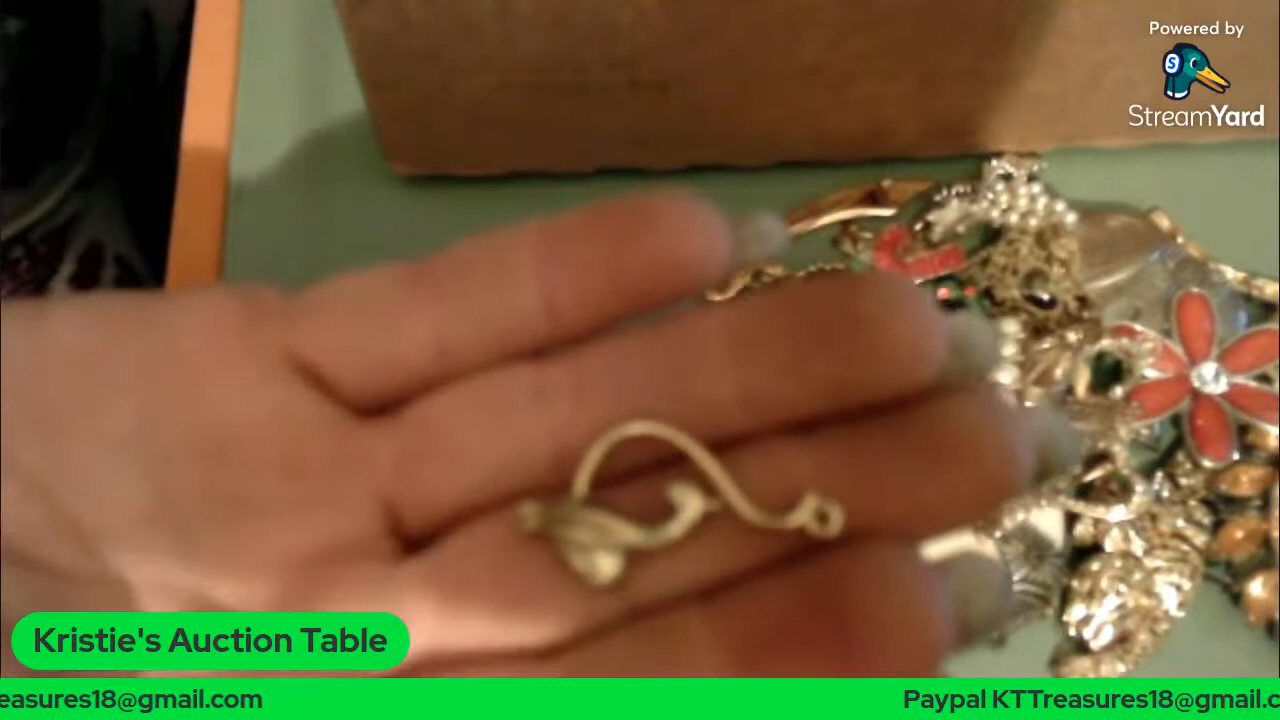 Powered by
StreamYard
Kristie's Auction Table
easures18@gmail.com
Paypal KTTreasures18@gmail.c